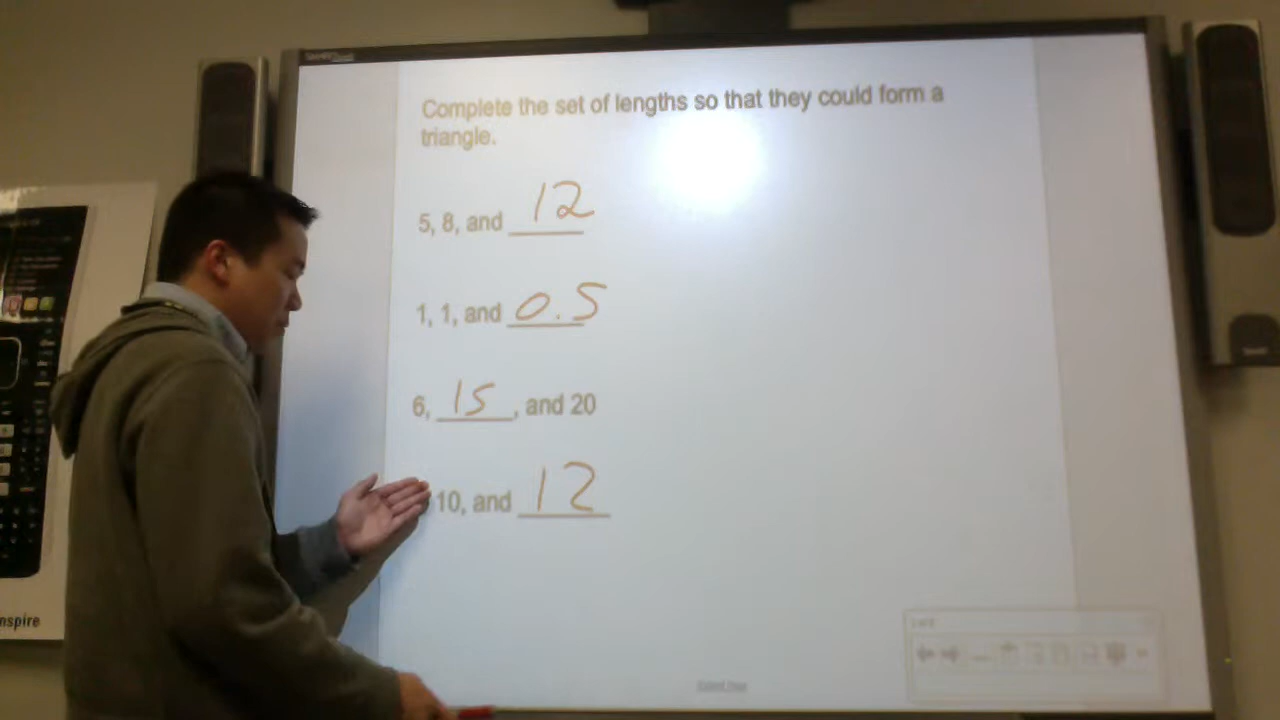 Complete the set of lengths so that they could form a
triangle.
5, 8, and 12
1, 1, and 0.5
6, 15, and 20
10, and 12
nspire